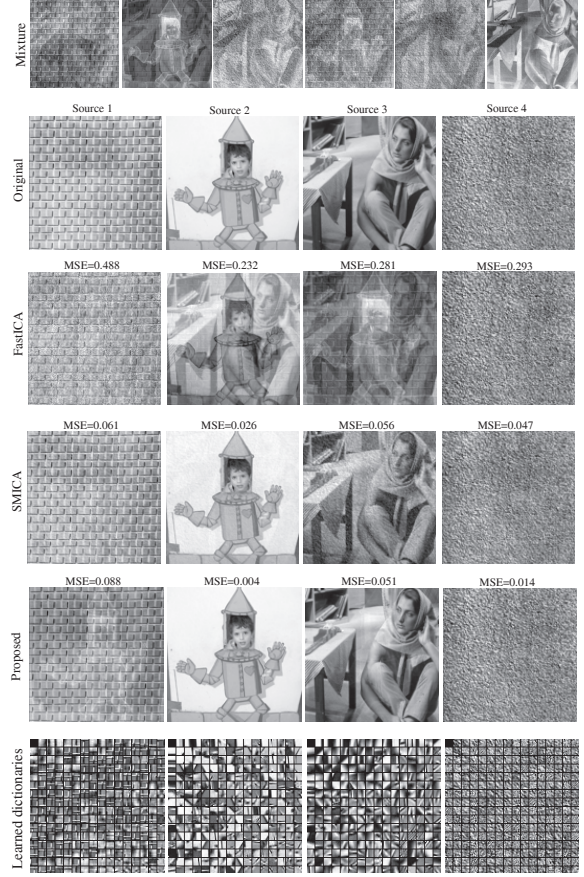 Mixture
Source 1 Source 2 Source 3 Source 4
Original
MSE=0.488 MSE=0.232 MSE=0.281 MSE=0.293
FastICA
MSE=0.061 MSE=0.026 MSE=0.056 MSE=0.047
SMICA
MSE=0.088 MSE=0.004 MSE=0.051 MSE=0.014
Proposed
Learned dictionaries